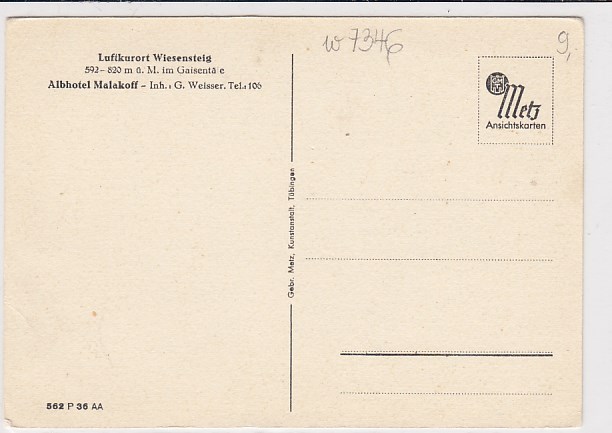 w 7346
9,
Luftkurort Wiesensteig
592–820 m ü. M. im Gaisentale
Albhotel Malakoff – Inh.: G. Weisser. Tel.: 106
Metz
Ansichtskarten
Gebr. Metz, Kunstanstalt, Tübingen
562 P 36 AA